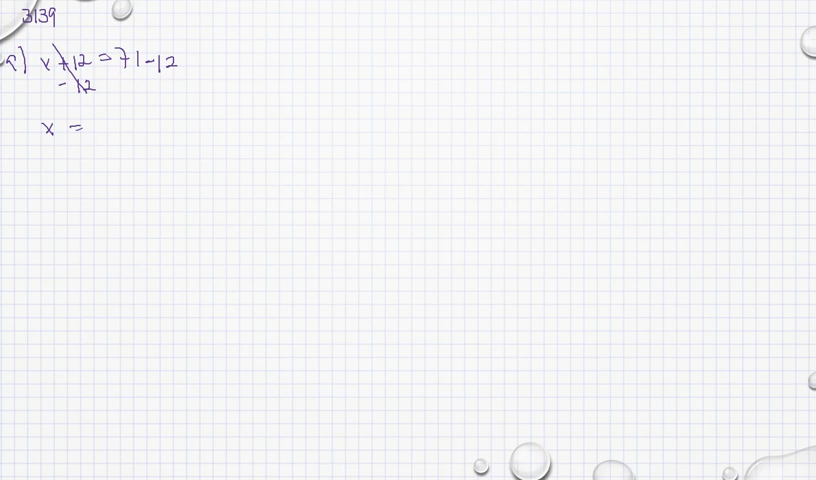 3139
a) x + 12 = 71 - 12
- 12
x =